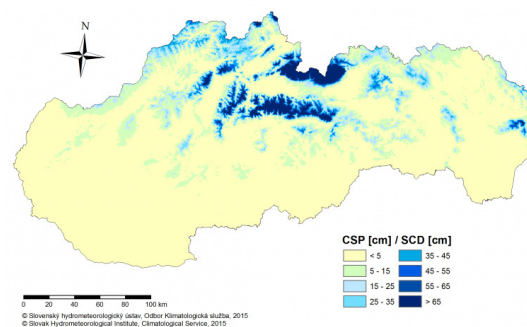 N
CSP [cm] / SCD [cm]
< 5
35 - 45
5 - 15
45 - 55
15 - 25
55 - 65
25 - 35
> 65
0 20 40 60 80 100 km
© Slovenský hydrometeorologický ústav, Odbor Klimatologická služba, 2015
© Slovak Hydrometeorological Institute, Climatological Service, 2015